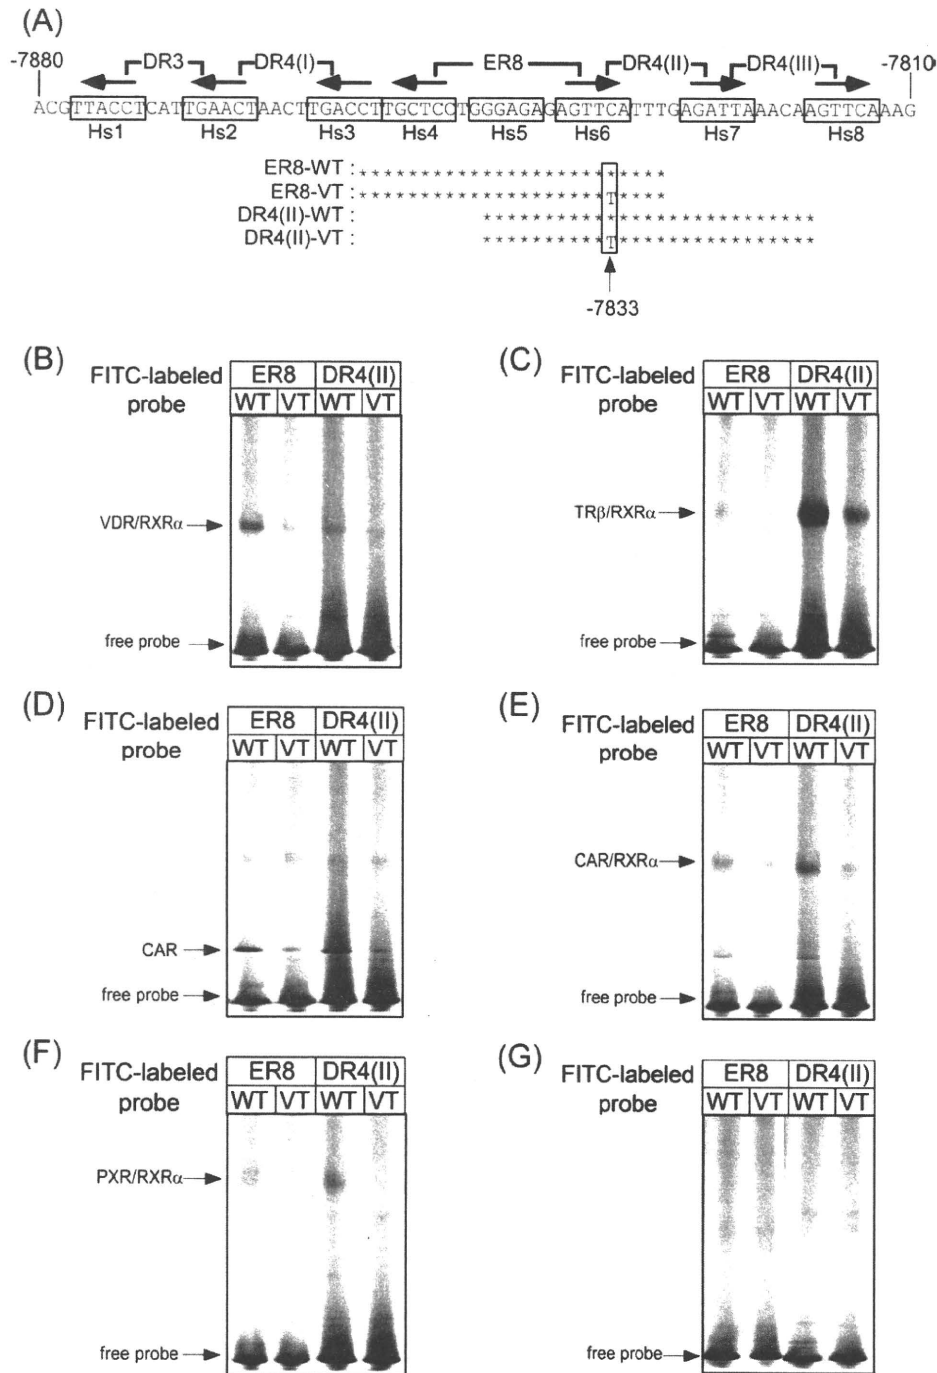 (A)
-7880 DR3 DR4(I) ER8 DR4(II) DR4(III) -7810
ACGTTACCTCATTGAACTAACTTGACCTTGCTCCTGGGAGAGAGTTCATTTGAGATTAAACAAGTTCAAAG
Hs1 Hs2 Hs3 Hs4 Hs5 Hs6 Hs7 Hs8
ER8-WT : * * * * * * * * * * * * * * * * * * * * * * * * *
ER8-VT : * * * * * * * * * * * * * * * * * * * * T * * * *
DR4(II)-WT : * * * * * * * * * * * * * * * * * * * * * * * * * * *
DR4(II)-VT : * * * * * * * * * * T * * * * * * * * * * * * * * * *
-7833
(B)
FITC-labeled probe
ER8 DR4(II)
WT VT WT VT
VDR/RXRα
free probe
(C)
FITC-labeled probe
ER8 DR4(II)
WT VT WT VT
TRβ/RXRα
free probe
(D)
FITC-labeled probe
ER8 DR4(II)
WT VT WT VT
CAR
free probe
(E)
FITC-labeled probe
ER8 DR4(II)
WT VT WT VT
CAR/RXRα
free probe
(F)
FITC-labeled probe
ER8 DR4(II)
WT VT WT VT
PXR/RXRα
free probe
(G)
FITC-labeled probe
ER8 DR4(II)
WT VT WT VT
free probe